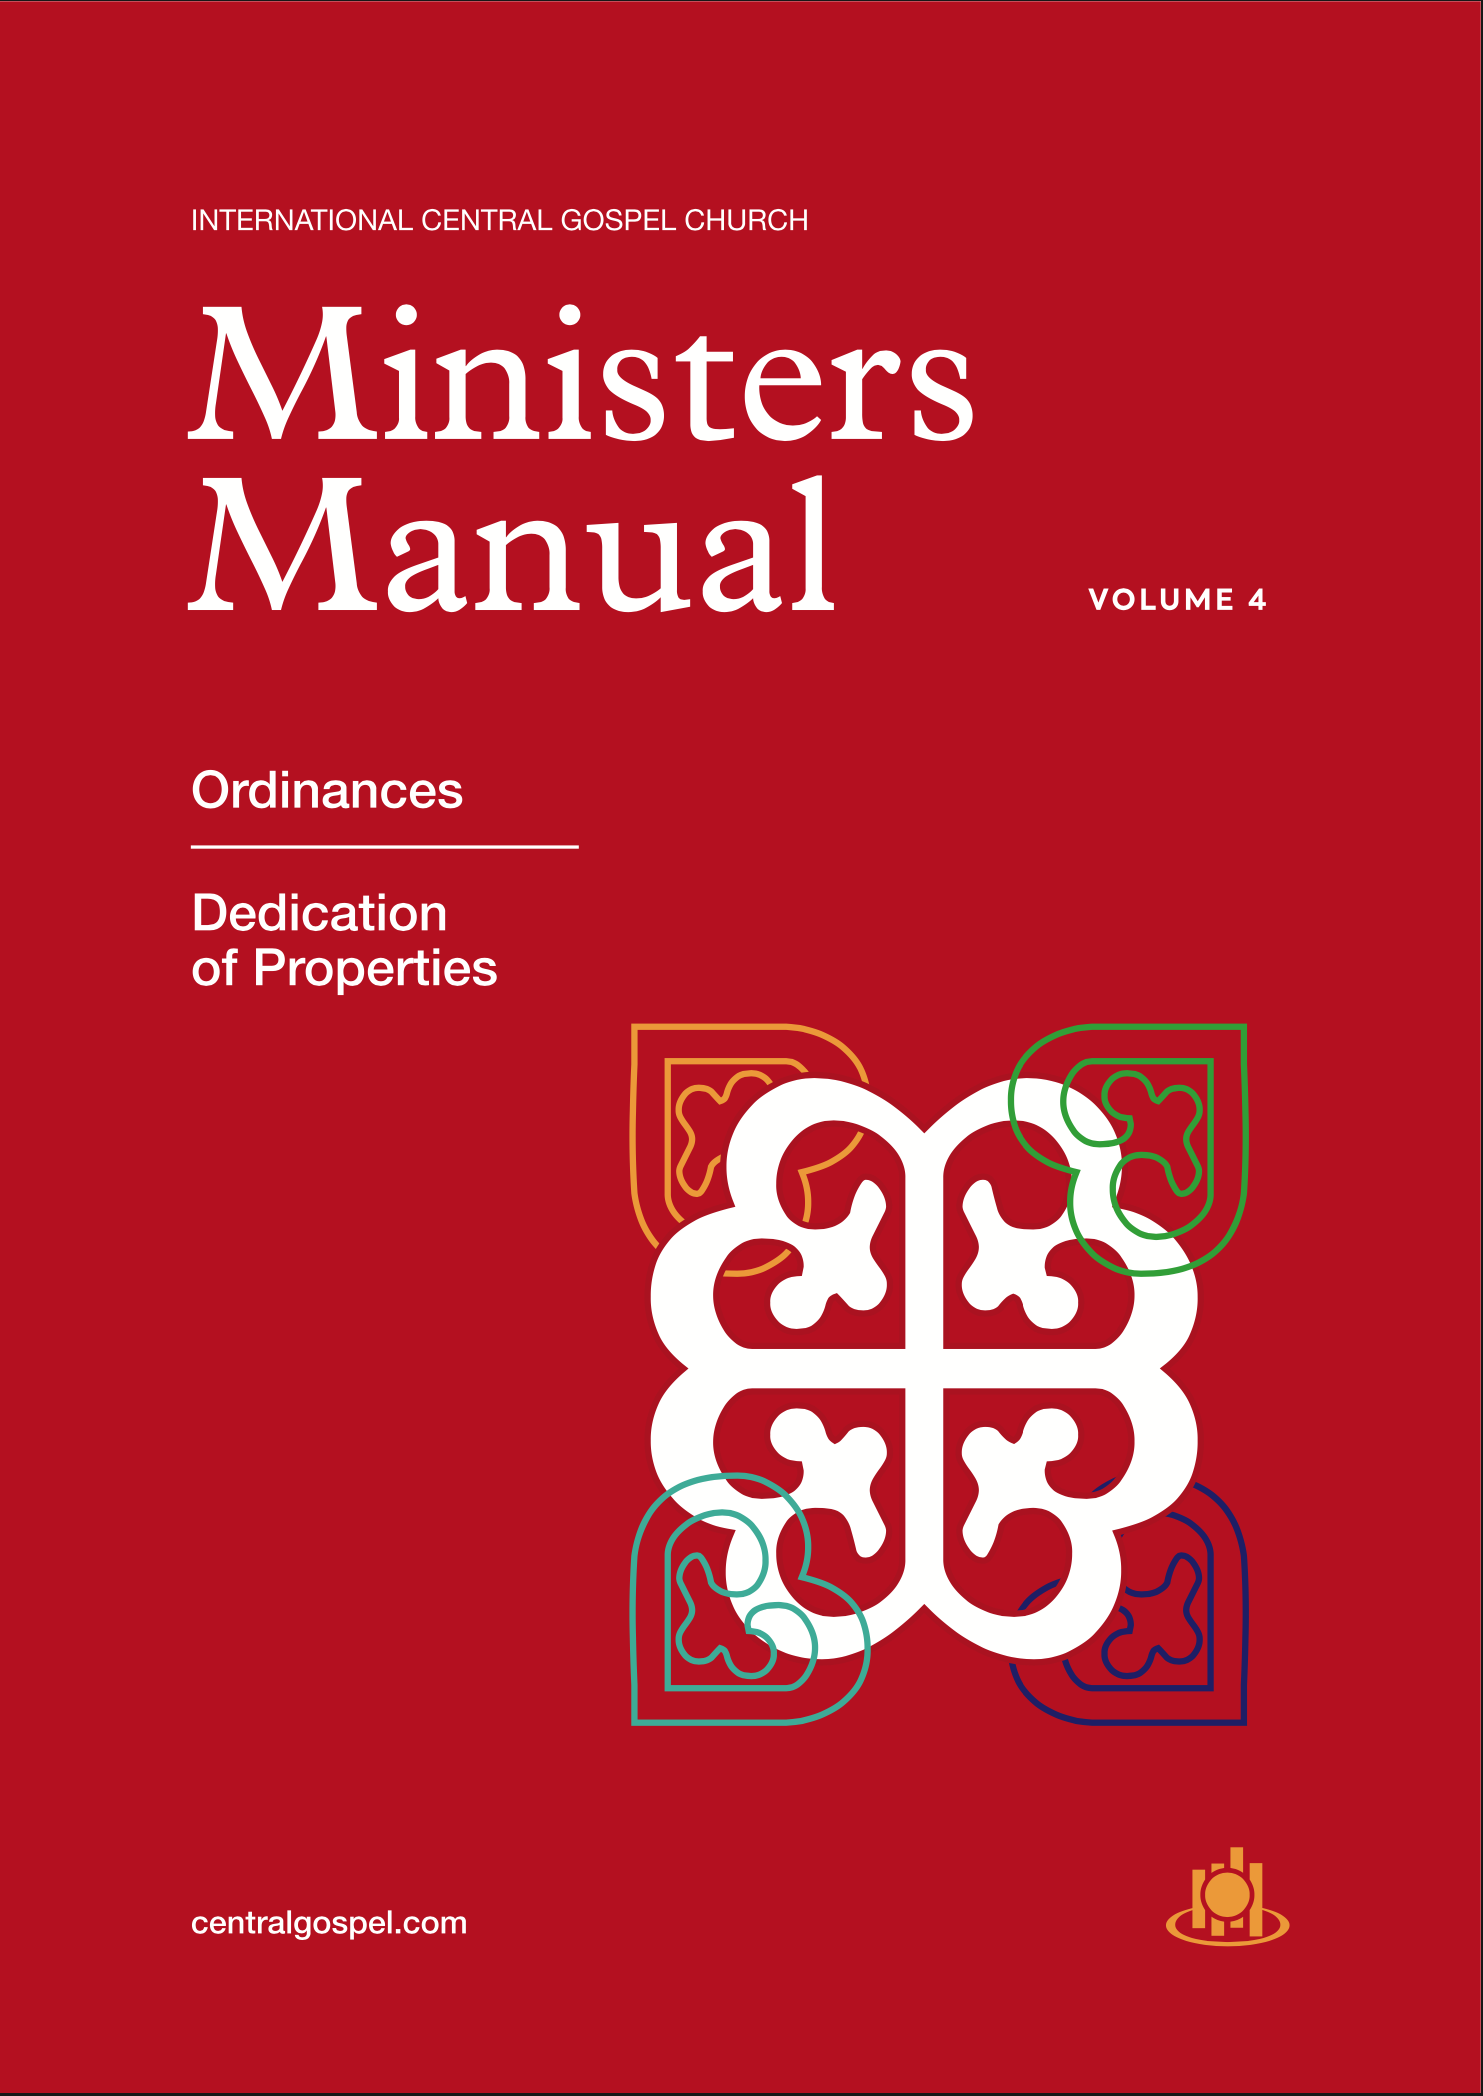 INTERNATIONAL CENTRAL GOSPEL CHURCH
Ministers
Manual
VOLUME 4
Ordinances
Dedication
of Properties
centralgospel.com